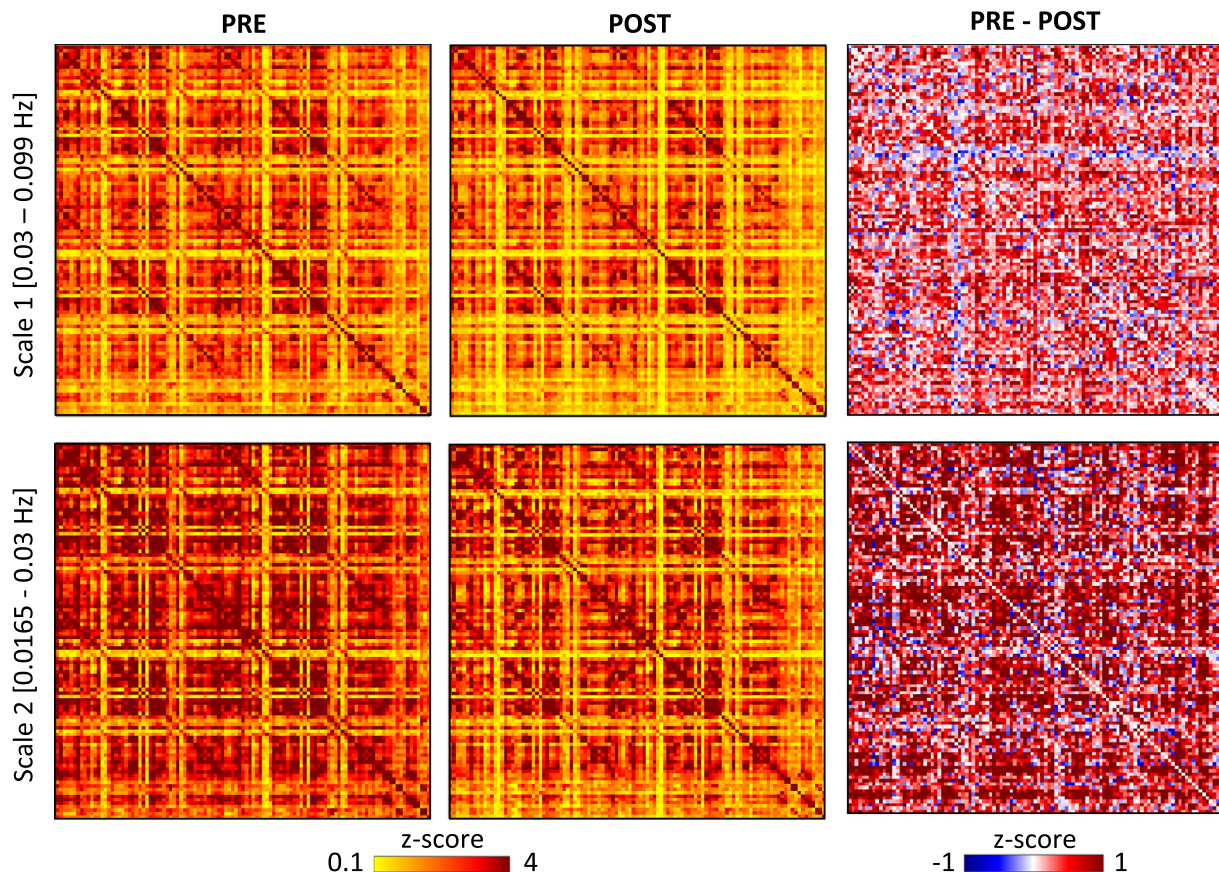 PRE
POST
PRE - POST
Scale 1 [0.03 – 0.099 Hz]
Scale 2 [0.0165 - 0.03 Hz]
z-score
0.1
4
z-score
-1
1